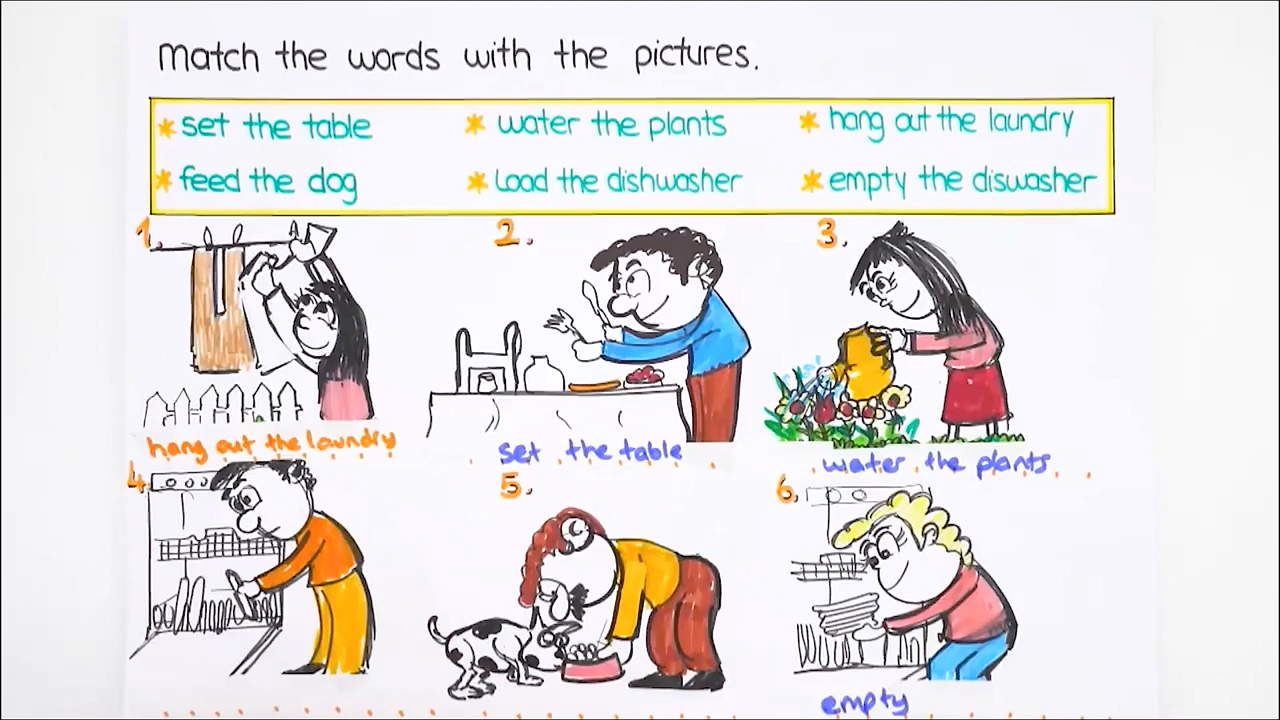 Match the words with the pictures.
* set the table * water the plants * hang out the laundry
* feed the dog * load the dishwasher * empty the diswasher
1. 2. 3.
hang out the laundry set the table water the plants
4. 5. 6.
empty